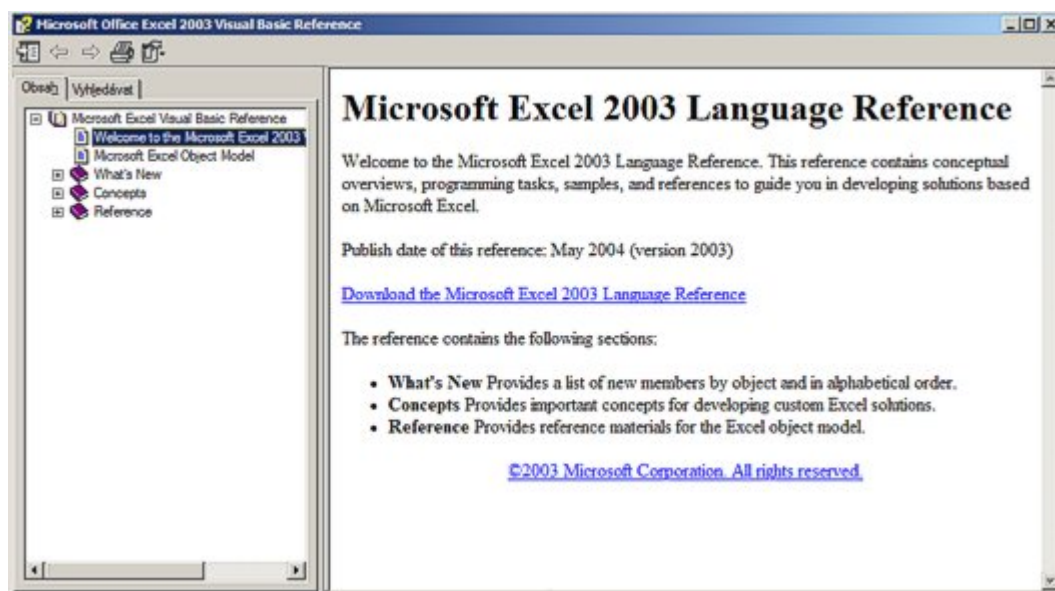 Microsoft Office Excel 2003 Visual Basic Reference
Obsah Vyhledávat
Microsoft Excel Visual Basic Reference
Welcome to the Microsoft Excel 2003
Microsoft Excel Object Model
What's New
Concepts
Reference
Microsoft Excel 2003 Language Reference
Welcome to the Microsoft Excel 2003 Language Reference. This reference contains conceptual
overviews, programming tasks, samples, and references to guide you in developing solutions based
on Microsoft Excel.
Publish date of this reference: May 2004 (version 2003)
Download the Microsoft Excel 2003 Language Reference
The reference contains the following sections:
• What's New Provides a list of new members by object and in alphabetical order.
• Concepts Provides important concepts for developing custom Excel solutions.
• Reference Provides reference materials for the Excel object model.
©2003 Microsoft Corporation. All rights reserved.